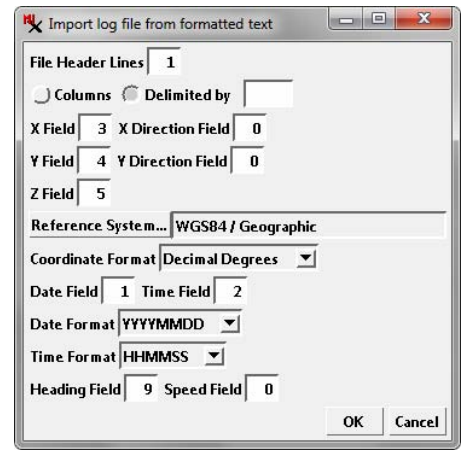 Import log file from formatted text
File Header Lines 1
Columns Delimited by
X Field 3 X Direction Field 0
Y Field 4 Y Direction Field 0
Z Field 5
Reference System... WGS84 / Geographic
Coordinate Format Decimal Degrees
Date Field 1 Time Field 2
Date Format YYYYMMDD
Time Format HHMMSS
Heading Field 9 Speed Field 0
OK Cancel